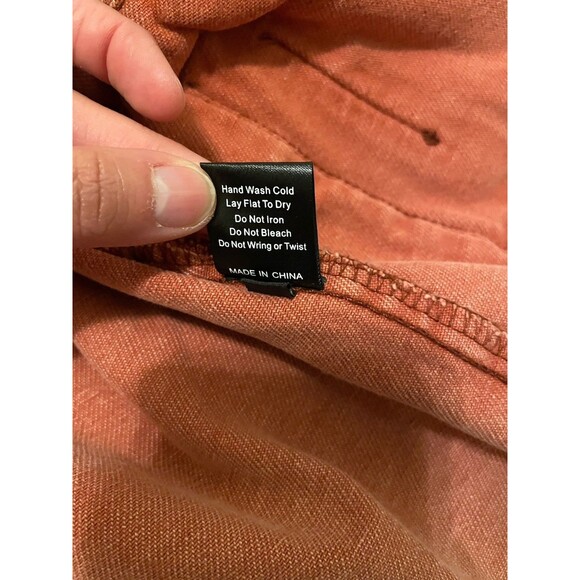 Hand Wash Cold
Lay Flat To Dry
Do Not Iron
Do Not Bleach
Do Not Wring or Twist
MADE IN CHINA